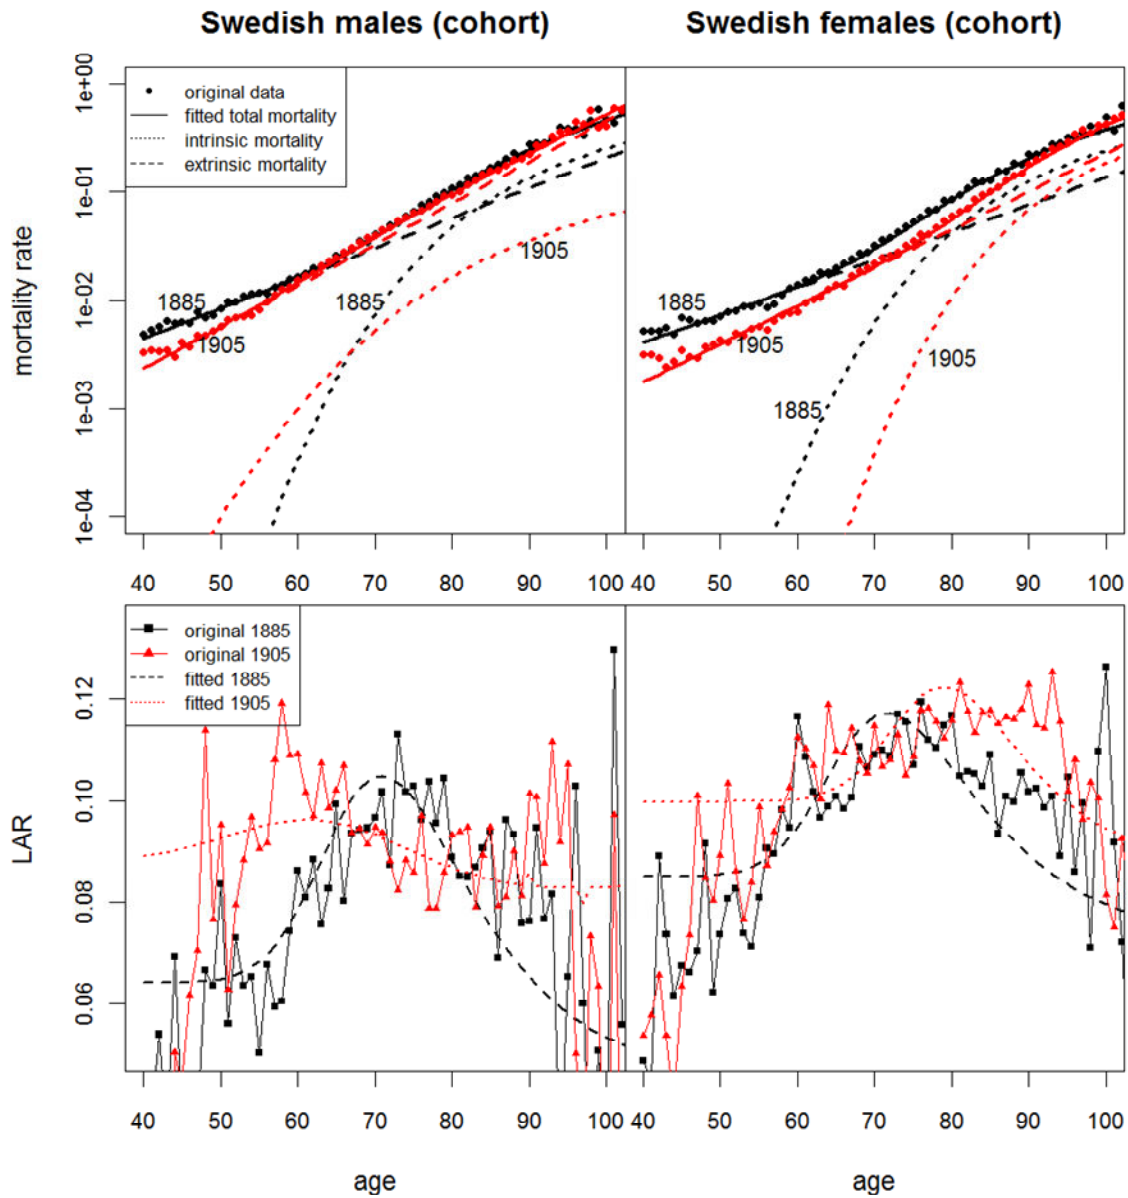 Swedish males (cohort)
Swedish females (cohort)
mortality rate
1e+00
1e-01
1e-02
1e-03
1e-04
original data
fitted total mortality
intrinsic mortality
extrinsic mortality
1885
1905
1885
1905
1885
1905
1885
1905
40 50 60 70 80 90 100
40 50 60 70 80 90 100
LAR
0.12
0.10
0.08
0.06
original 1885
original 1905
fitted 1885
fitted 1905
40 50 60 70 80 90 100
40 50 60 70 80 90 100
age
age